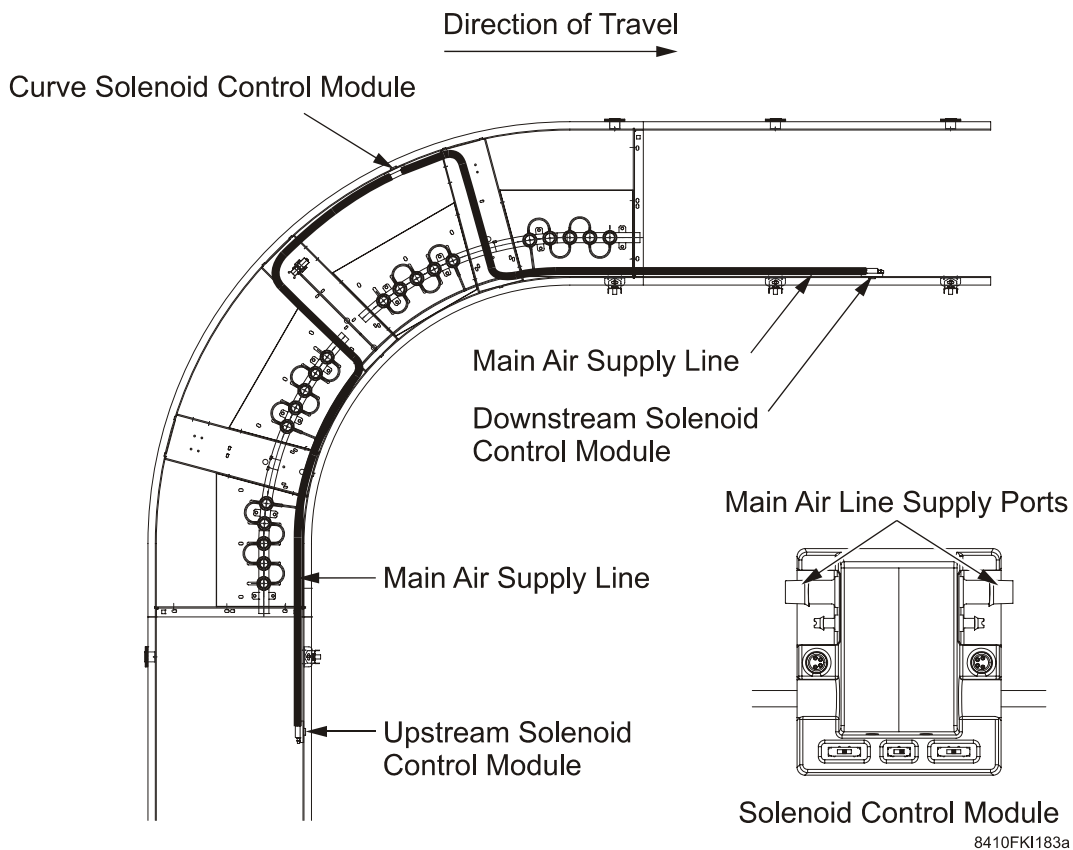 Direction of Travel
Curve Solenoid Control Module
Main Air Supply Line
Downstream Solenoid
Control Module
Main Air Line Supply Ports
Main Air Supply Line
Upstream Solenoid
Control Module
Solenoid Control Module
8410FKI183a